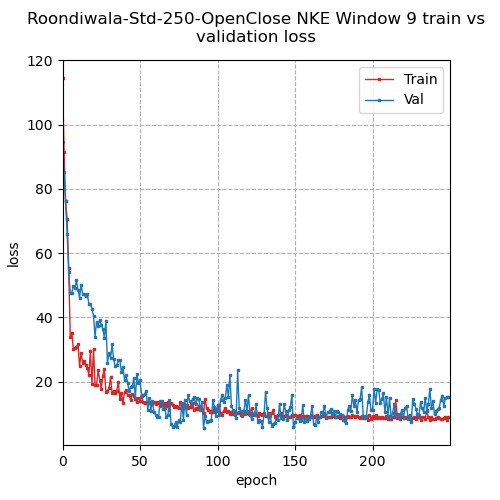 Roondiwala-Std-250-OpenClose NKE Window 9 train vs
validation loss
120
100
80
60
40
20
loss
Train
Val
0
50
100
150
200
epoch